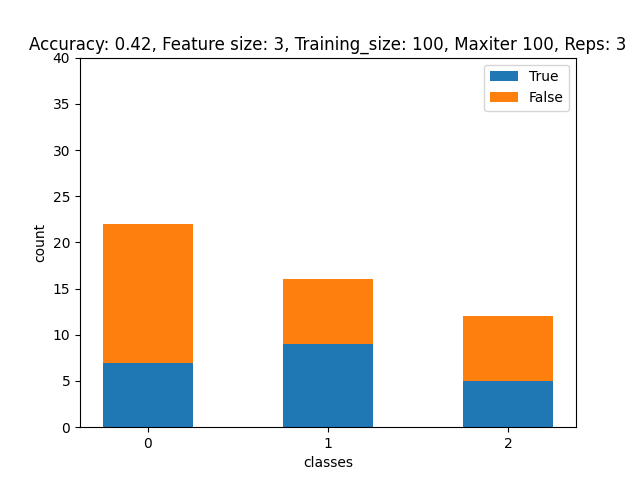 Accuracy: 0.42, Feature size: 3, Training_size: 100, Maxiter 100, Reps: 3
True
False
40
35
30
25
20
15
10
5
0
count
0 1 2
classes